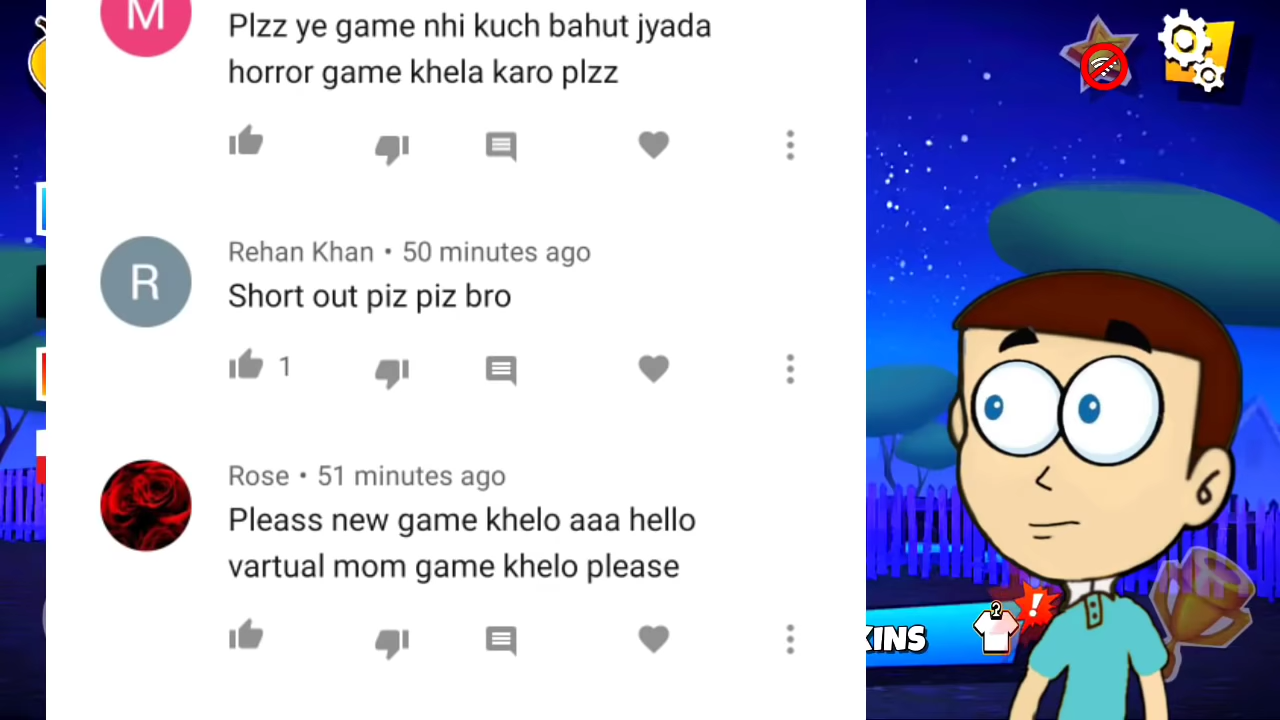 M
Plzz ye game nhi kuch bahut jyada
horror game khela karo plzz
R
Rehan Khan • 50 minutes ago
Short out piz piz bro
1
Rose • 51 minutes ago
Pleass new game khelo aaa hello
vartual mom game khelo please
KINS
?
!